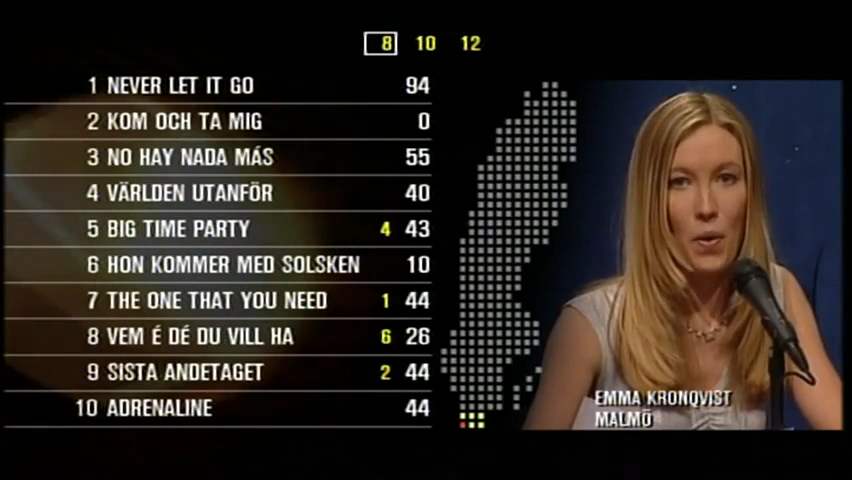 8 10 12
1 NEVER LET IT GO 94
2 KOM OCH TA MIG 0
3 NO HAY NADA MÁS 55
4 VÄRLDEN UTANFÖR 40
5 BIG TIME PARTY 4 43
6 HON KOMMER MED SOLSKEN 10
7 THE ONE THAT YOU NEED 1 44
8 VEM É DÉ DU VILL HA 6 26
9 SISTA ANDETAGET 2 44
10 ADRENALINE 44
EMMA KRONQVIST
MALMÖ